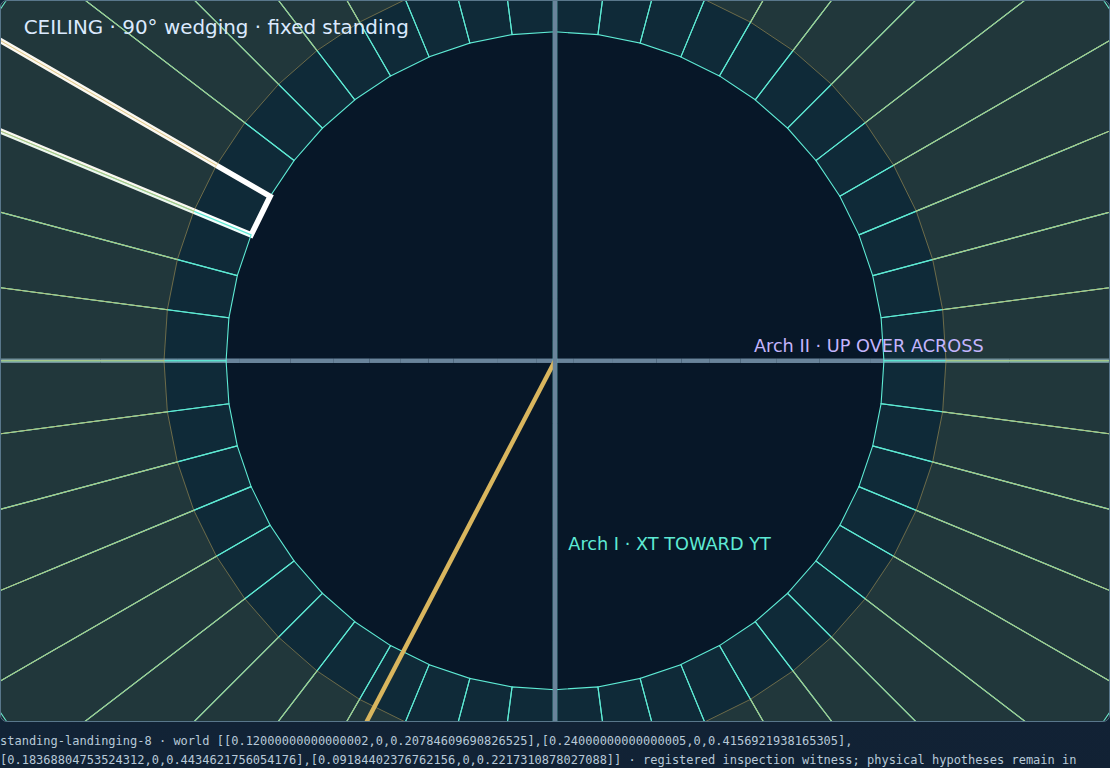 CEILING · 90° wedging · fixed standing
Arch II · UP OVER ACROSS
Arch I · XT TOWARD YT
standing-landinging-8 · world [[0.12000000000000002,0,0.20784609690826525],[0.24000000000000005,0,0.4156921938165305],
[0.18368804753524312,0,0.4434621756054176],[0.09184402376762156,0,0.2217310878027088]] · registered inspection witness; physical hypotheses remain in